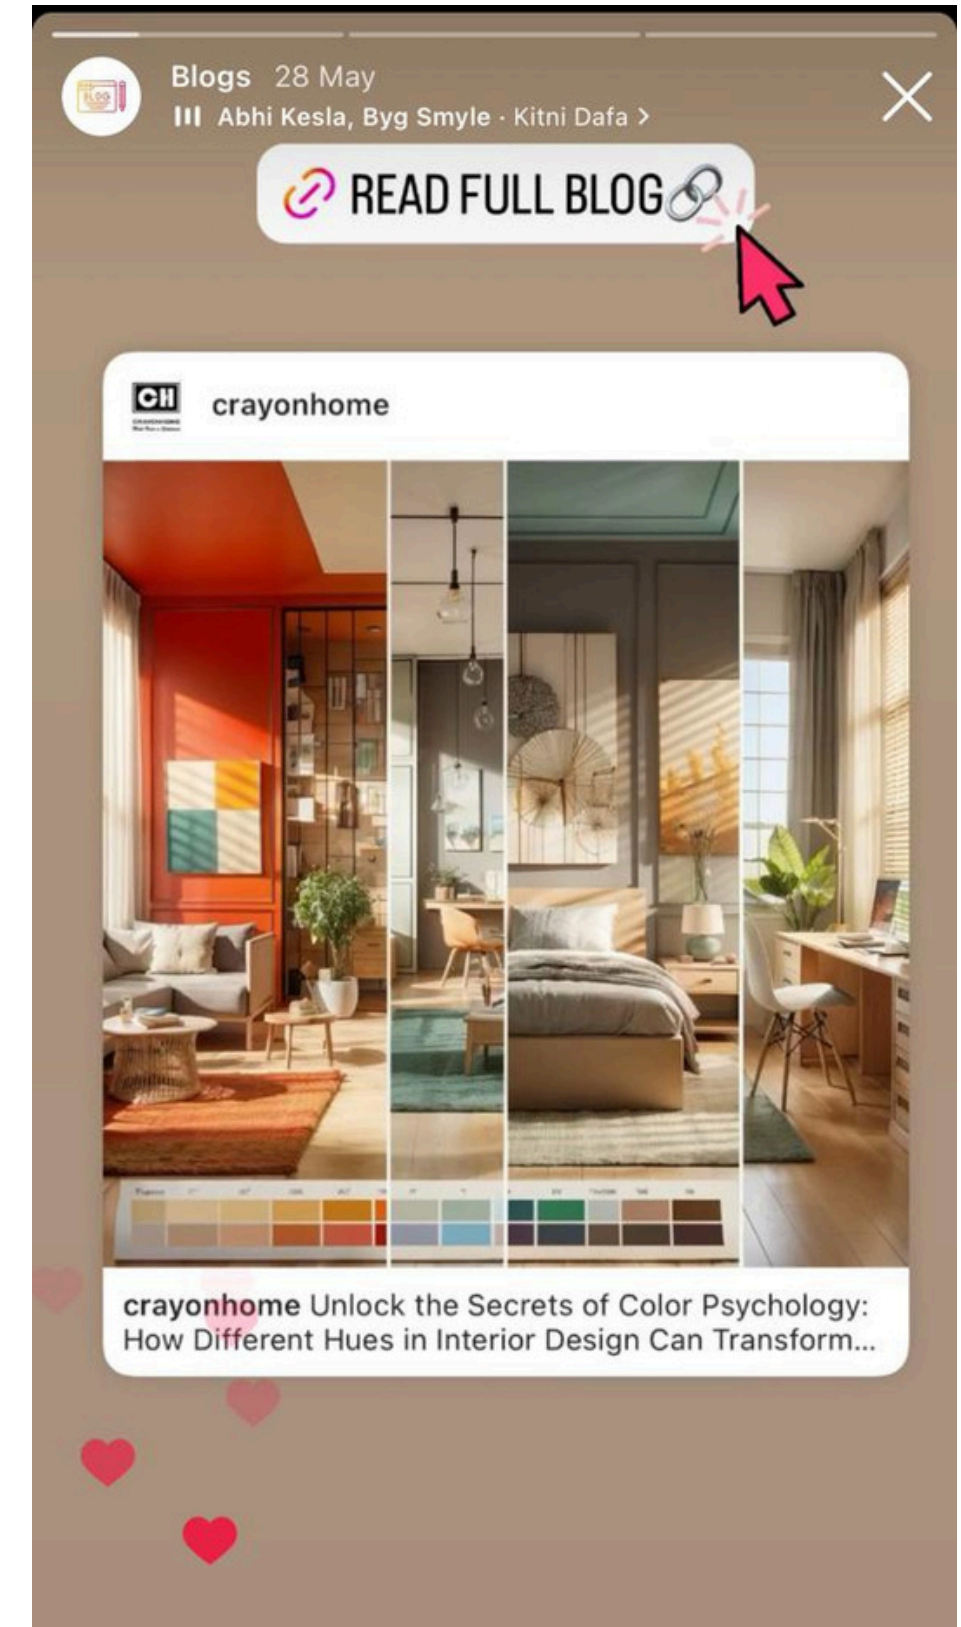 Blogs 28 May
Abhi Kesla, Byg Smyle · Kitni Dafa >
READ FULL BLOG
CH
crayonhome
crayonhome Unlock the Secrets of Color Psychology:
How Different Hues in Interior Design Can Transform...